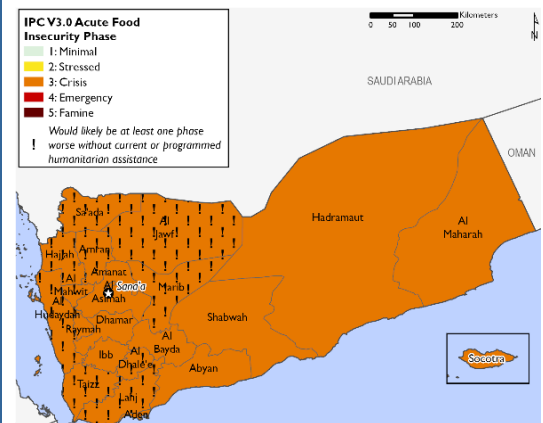 IPC V3.0 Acute Food
Insecurity Phase
1: Minimal
2: Stressed
3: Crisis
4: Emergency
5: Famine
! Would likely be at least one phase
worse without current or programmed
humanitarian assistance
Kilometers
0 50 100 200
N
SAUDI ARABIA
OMAN
Sa'ada
Al
Jawf
Hadramaut
Al
Maharah
Hajjah
Amran
Amanat
Al
Asimah
Sana'a
Marib
Al
Mahwit
Al
Hudaydah
Raymah
Dhamar
Shabwah
Ibb
Al
Dhale'e
Al
Bayda
Abyan
Taizz
Lahj
Aden
Socotra